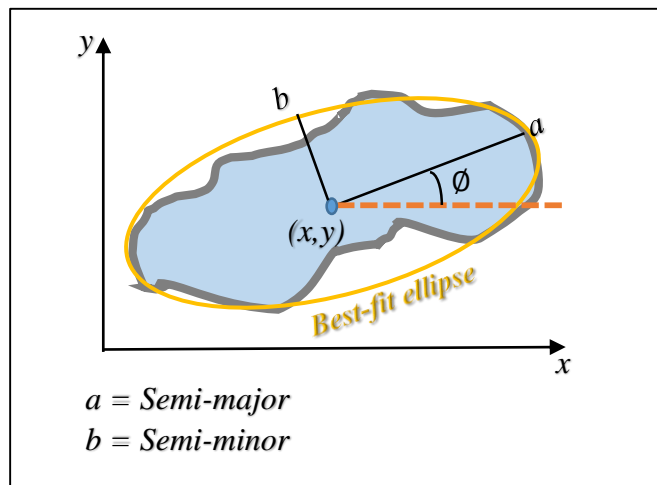 y
b
a
Ø
(x,y)
Best-fit ellipse
x
a = Semi-major
b = Semi-minor